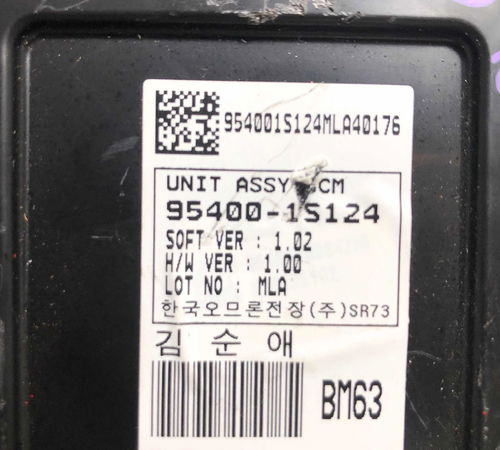 954001S124MLA40176
UNIT ASSY CM
95400-1S124
SOFT VER : 1.02
H/W VER : 1.00
LOT NO : MLA
한국오므론전장(주)SR73
김 순 애
BM63